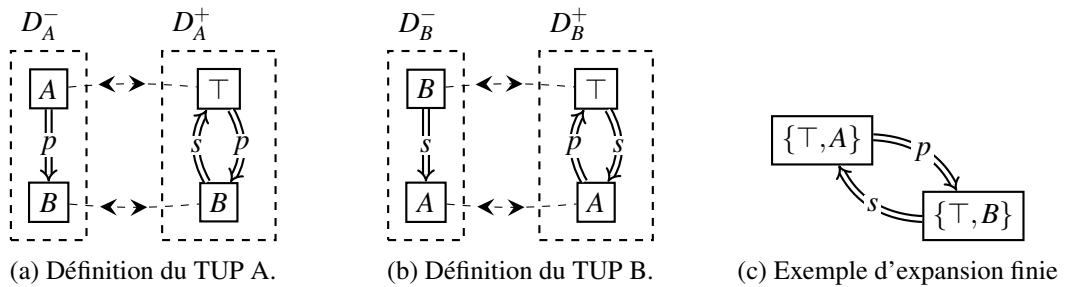 D_A^- D_A^+ D_B^- D_B^+
A ⊤ B ⊤
{⊤, A} p
p s p s p s
s {⊤, B}
B B A A
(a) Définition du TUP A. (b) Définition du TUP B. (c) Exemple d'expansion finie